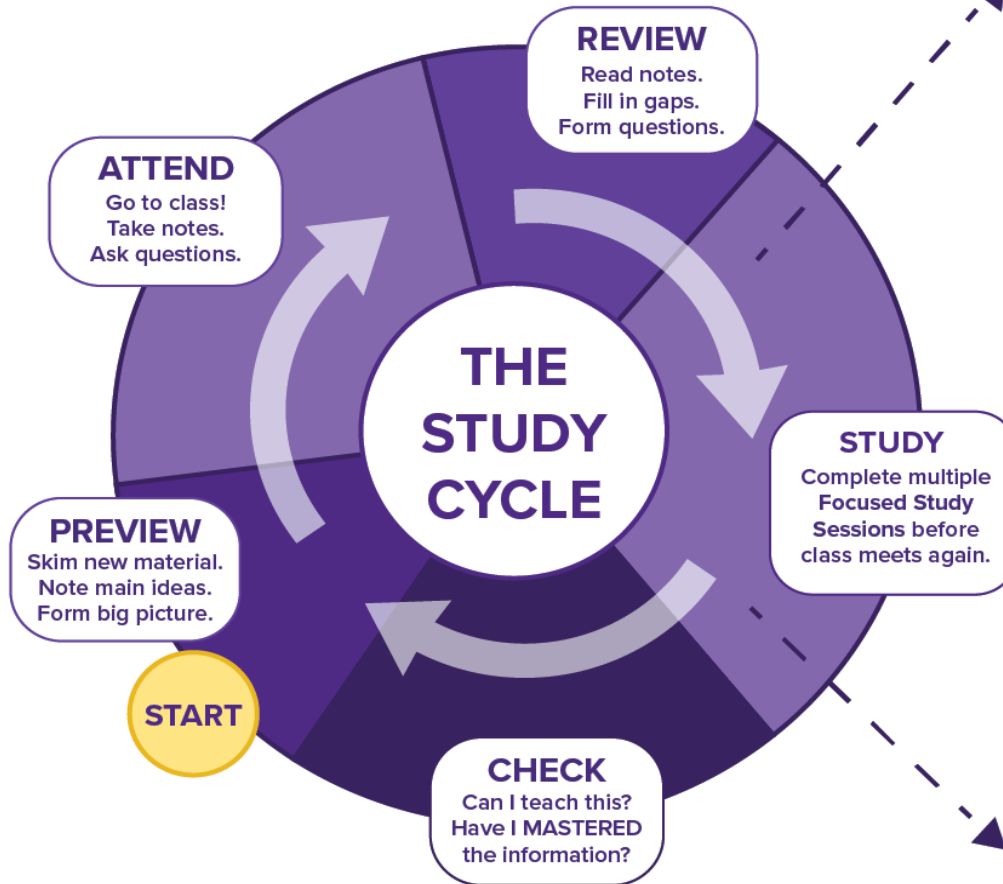 THE
STUDY
CYCLE
START
PREVIEW
Skim new material.
Note main ideas.
Form big picture.
ATTEND
Go to class!
Take notes.
Ask questions.
REVIEW
Read notes.
Fill in gaps.
Form questions.
STUDY
Complete multiple
Focused Study
Sessions before
class meets again.
CHECK
Can I teach this?
Have I MASTERED
the information?